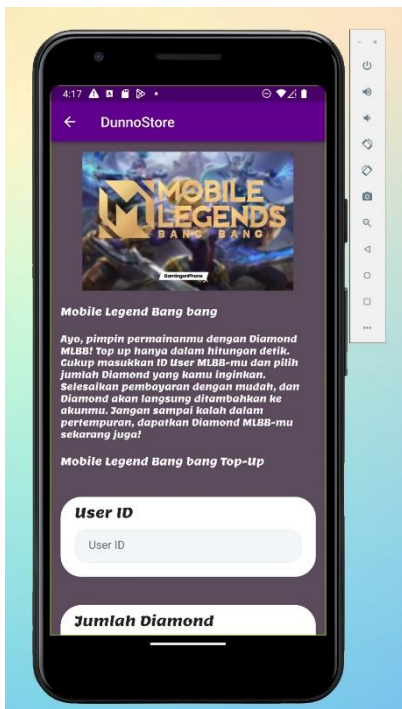 4:17
DunnoStore
MOBILE
LEGENDS
BANG BANG
GamingonPhone
Mobile Legend Bang bang
Ayo, pimpin permainanmu dengan Diamond
MLBB! Top up hanya dalam hitungan detik.
Cukup masukkan ID User MLBB-mu dan pilih
jumlah Diamond yang kamu inginkan.
Selesaikan pembayaran dengan mudah, dan
Diamond akan langsung ditambahkan ke
akunmu. Jangan sampai kalah dalam
pertempuran, dapatkan Diamond MLBB-mu
sekarang juga!
Mobile Legend Bang bang Top-Up
User ID
User ID
Jumlah Diamond